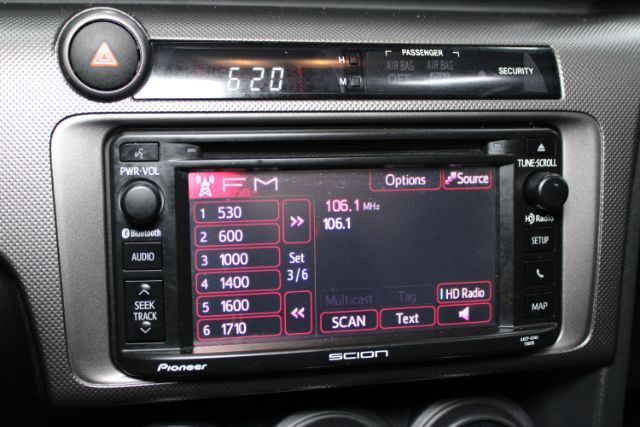 6:20
H
M
PASSENGER
AIR BAG AIR BAG
OFF
SECURITY
PWR·VOL
Bluetooth
AUDIO
SEEK
TRACK
FM
Options
Source
1 530
2 600
3 1000
4 1400
5 1600
6 1710
>>
Set
3/6
<<
106.1 MHz
106.1
Multicast
Tag
HD Radio
SCAN
Text
TUNE·SCROLL
HD Radio
SETUP
MAP
Pioneer
SCION